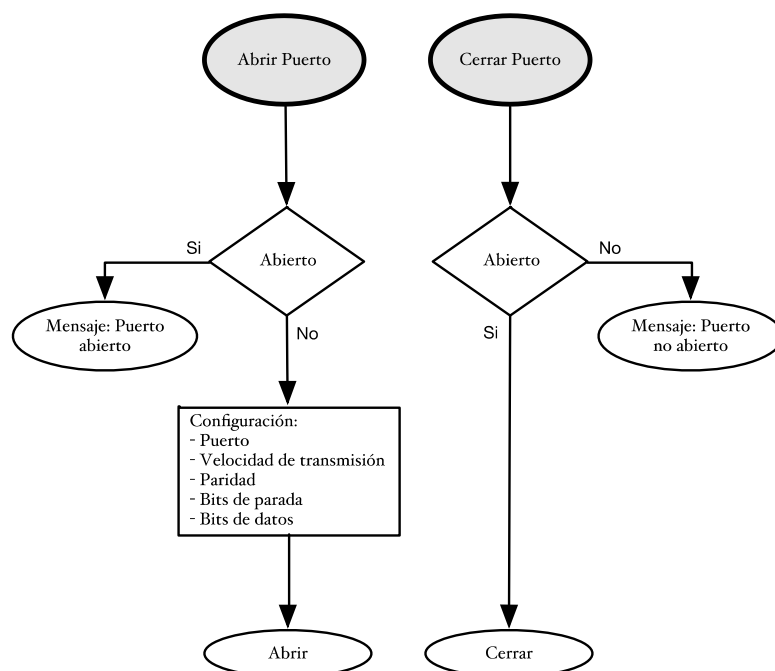 Abrir Puerto
Cerrar Puerto
Si
Abierto
Abierto
No
Mensaje: Puerto
abierto
No
Si
Mensaje: Puerto
no abierto
Configuración:
- Puerto
- Velocidad de transmisión
- Paridad
- Bits de parada
- Bits de datos
Abrir
Cerrar